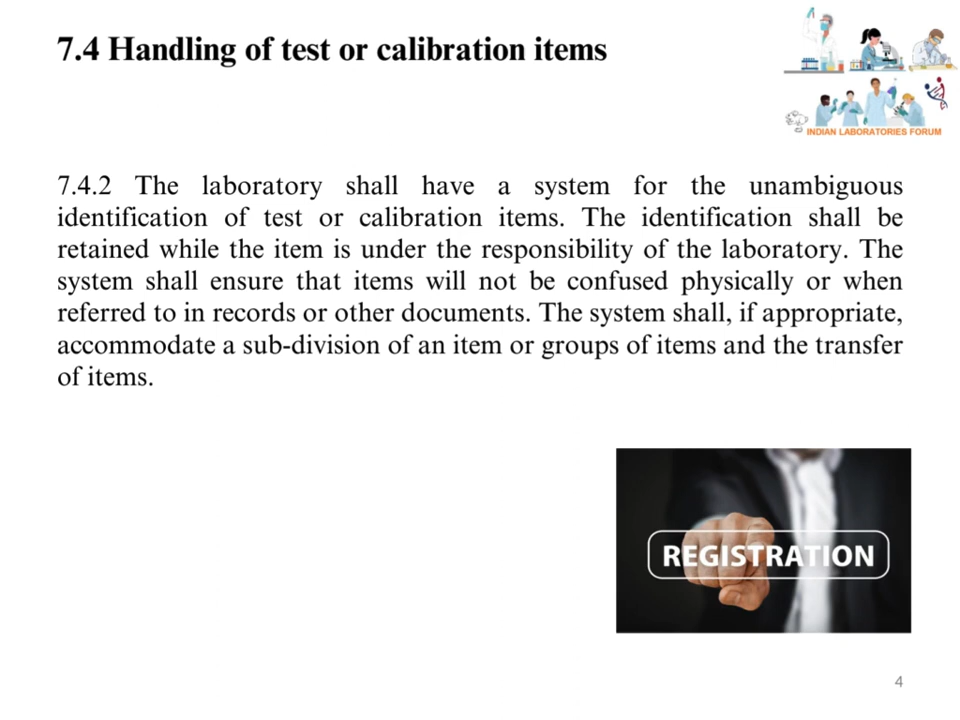 7.4 Handling of test or calibration items
INDIAN LABORATORIES FORUM
7.4.2 The laboratory shall have a system for the unambiguous
identification of test or calibration items. The identification shall be
retained while the item is under the responsibility of the laboratory. The
system shall ensure that items will not be confused physically or when
referred to in records or other documents. The system shall, if appropriate,
accommodate a sub-division of an item or groups of items and the transfer
of items.
REGISTRATION
4